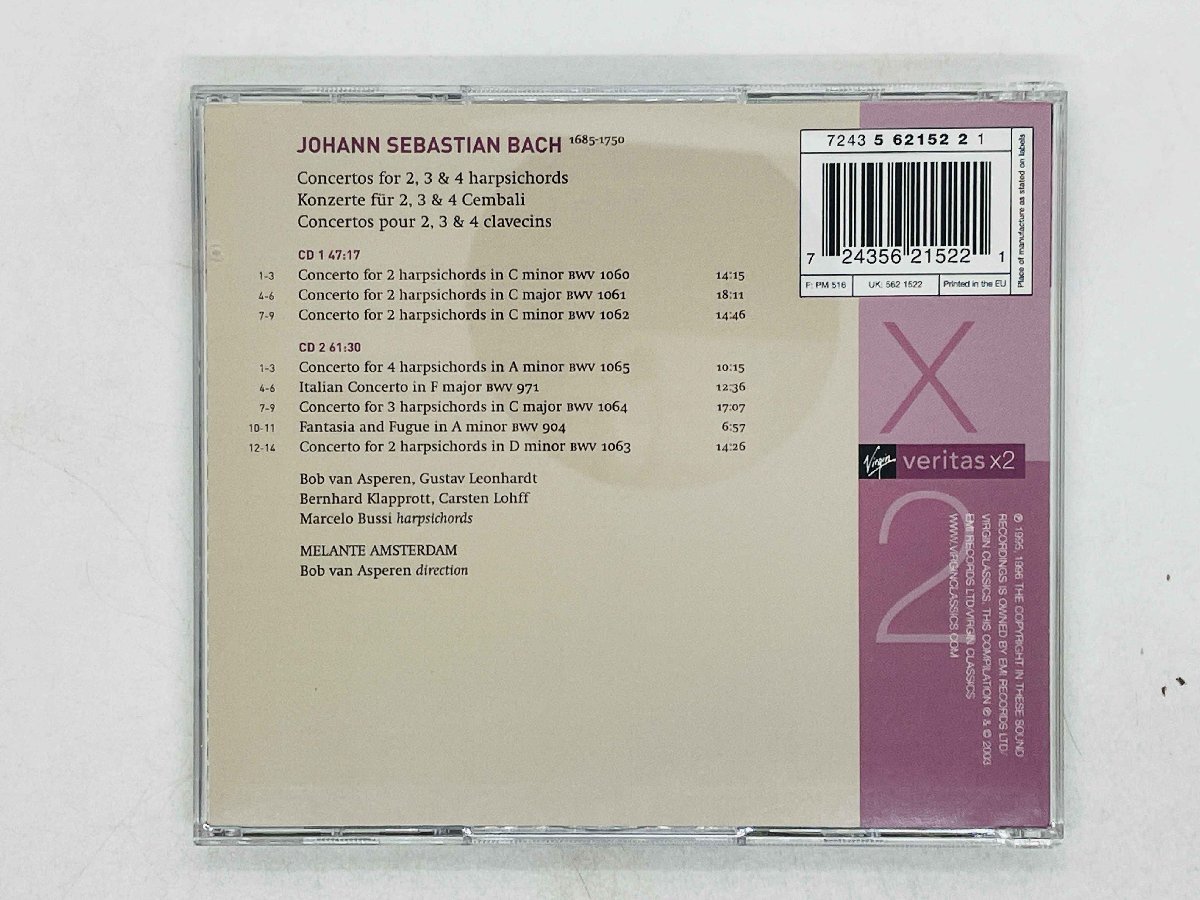 JOHANN SEBASTIAN BACH 1685-1750
Concertos for 2, 3 & 4 harpsichords
Konzerte für 2, 3 & 4 Cembali
Concertos pour 2, 3 & 4 clavecins
CD 1 47:17
1-3 Concerto for 2 harpsichords in C minor BWV 1060 14:15
4-6 Concerto for 2 harpsichords in C major BWV 1061 18:11
7-9 Concerto for 2 harpsichords in C minor BWV 1062 14:46
CD 2 61:30
1-3 Concerto for 4 harpsichords in A minor BWV 1065 10:15
4-6 Italian Concerto in F major BWV 971 12:36
7-9 Concerto for 3 harpsichords in C major BWV 1064 17:07
10-11 Fantasia and Fugue in A minor BWV 904 6:57
12-14 Concerto for 2 harpsichords in D minor BWV 1063 14:26
Bob van Asperen, Gustav Leonhardt
Bernhard Klapprott, Carsten Lohff
Marcelo Bussi harpsichords
MELANTE AMSTERDAM
Bob van Asperen direction
7243 5 62152 2 1
7 24356 21522 1
F: PM 516 UK: 562 1522 Printed in the EU
Place of manufacture as stated on labels
X
Virgin veritas x2
2
℗ 1995, 1996 THE COPYRIGHT IN THESE SOUND
RECORDINGS IS OWNED BY EMI RECORDS LTD/
VIRGIN CLASSICS. THIS COMPILATION ℗ & © 2003
EMI RECORDS LTD/VIRGIN CLASSICS
WWW.VIRGINCLASSICS.COM